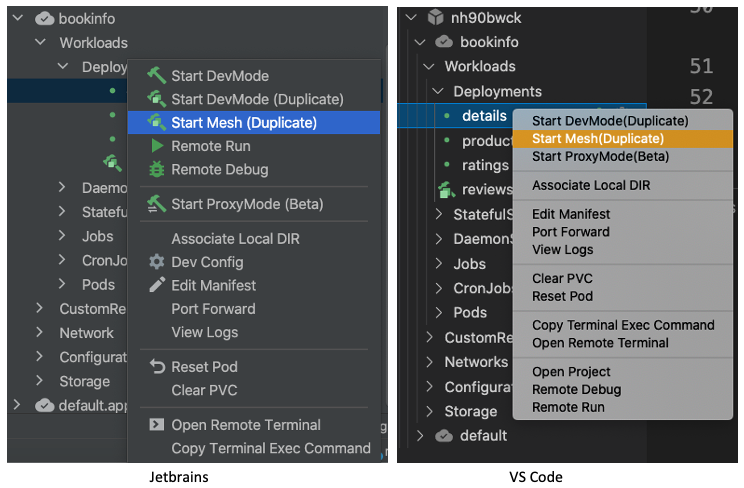 bookinfo
Workloads
Deploy
Start DevMode
Start DevMode (Duplicate)
Start Mesh (Duplicate)
Remote Run
Remote Debug
Daemo
Start ProxyMode (Beta)
Statef
Jobs
Associate Local DIR
CronJo
Dev Config
Pods
Edit Manifest
CustomRe
Port Forward
Network
View Logs
Configurat
Reset Pod
Storage
Clear PVC
default.app
Open Remote Terminal
Copy Terminal Exec Command
Jetbrains
nh90bwck
bookinfo
Workloads
51
Deployments
52
details
Start DevMode(Duplicate)
product
Start Mesh(Duplicate)
ratings
Start ProxyMode(Beta)
reviews
Associate Local DIR
StatefulS
Edit Manifest
DaemonS
Port Forward
View Logs
Jobs
Clear PVC
CronJobs
Reset Pod
Pods
Copy Terminal Exec Command
CustomRe
Open Remote Terminal
Networks
Open Project
Configurat
Remote Debug
Storage
Remote Run
default
VS Code